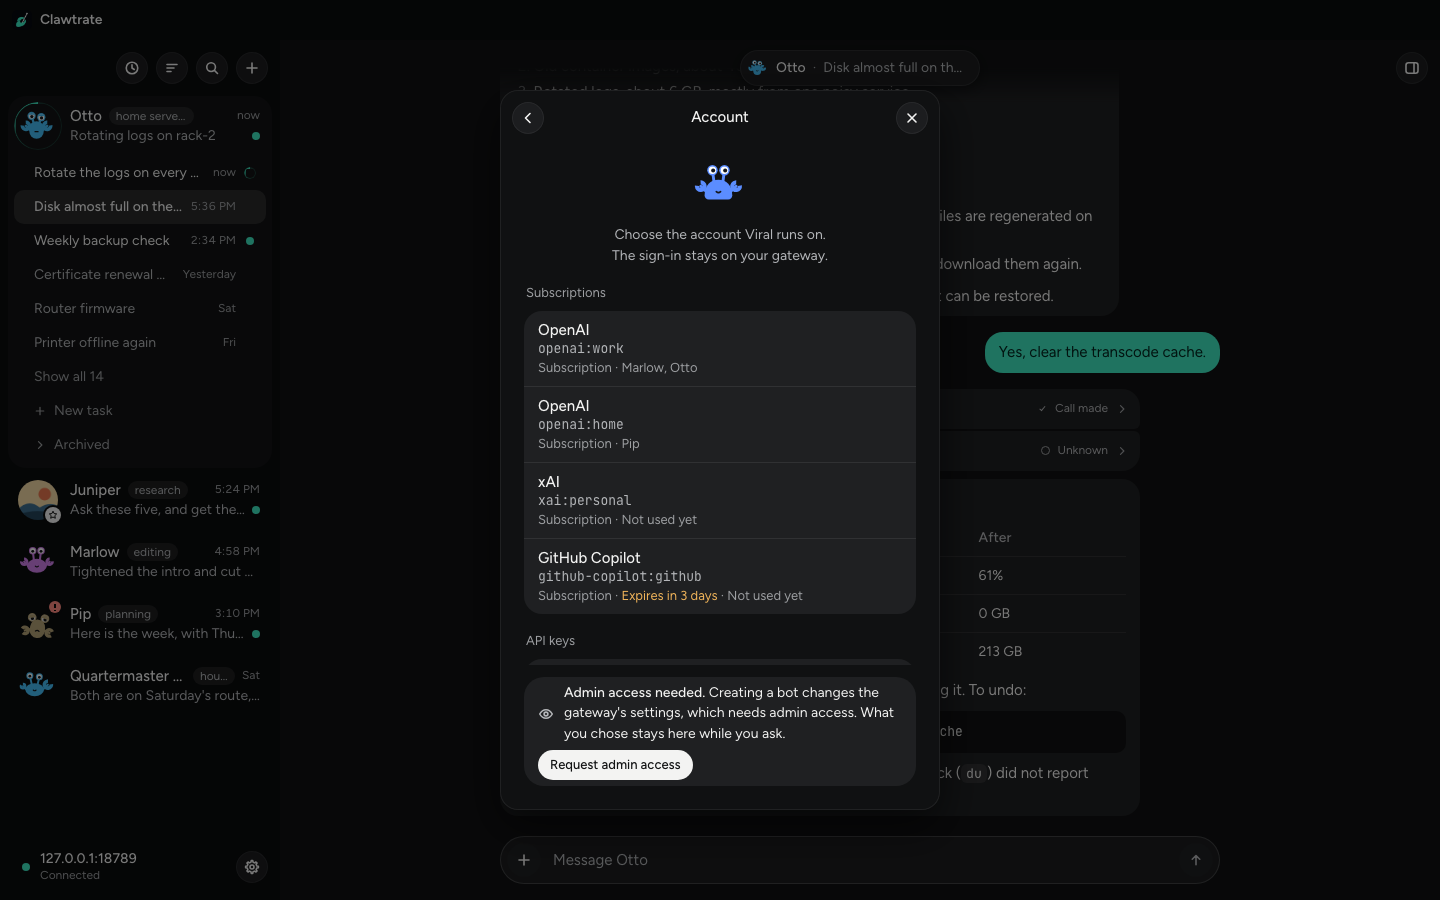 Clawtrate
Otto home serve... now
Rotating logs on rack-2
Rotate the logs on every ... now
Disk almost full on the... 5:36 PM
Weekly backup check 2:34 PM
Certificate renewal ... Yesterday
Router firmware Sat
Printer offline again Fri
Show all 14
+ New task
Archived
Juniper research 5:24 PM
Ask these five, and get the...
Marlow editing 4:58 PM
Tightened the intro and cut ...
Pip planning 3:10 PM
Here is the week, with Thu...
Quartermaster ... hou... Sat
Both are on Saturday's route,...
127.0.0.1:18789
Connected
Otto · Disk almost full on th...
iles are regenerated on
download them again.
can be restored.
Yes, clear the transcode cache.
Call made
Unknown
After
61%
0 GB
213 GB
g it. To undo:
che
ck ( du ) did not report
Message Otto
Account
Choose the account Viral runs on.
The sign-in stays on your gateway.
Subscriptions
OpenAI
openai:work
Subscription · Marlow, Otto
OpenAI
openai:home
Subscription · Pip
xAI
xai:personal
Subscription · Not used yet
GitHub Copilot
github-copilot:github
Subscription · Expires in 3 days · Not used yet
API keys
Admin access needed. Creating a bot changes the
gateway's settings, which needs admin access. What
you chose stays here while you ask.
Request admin access